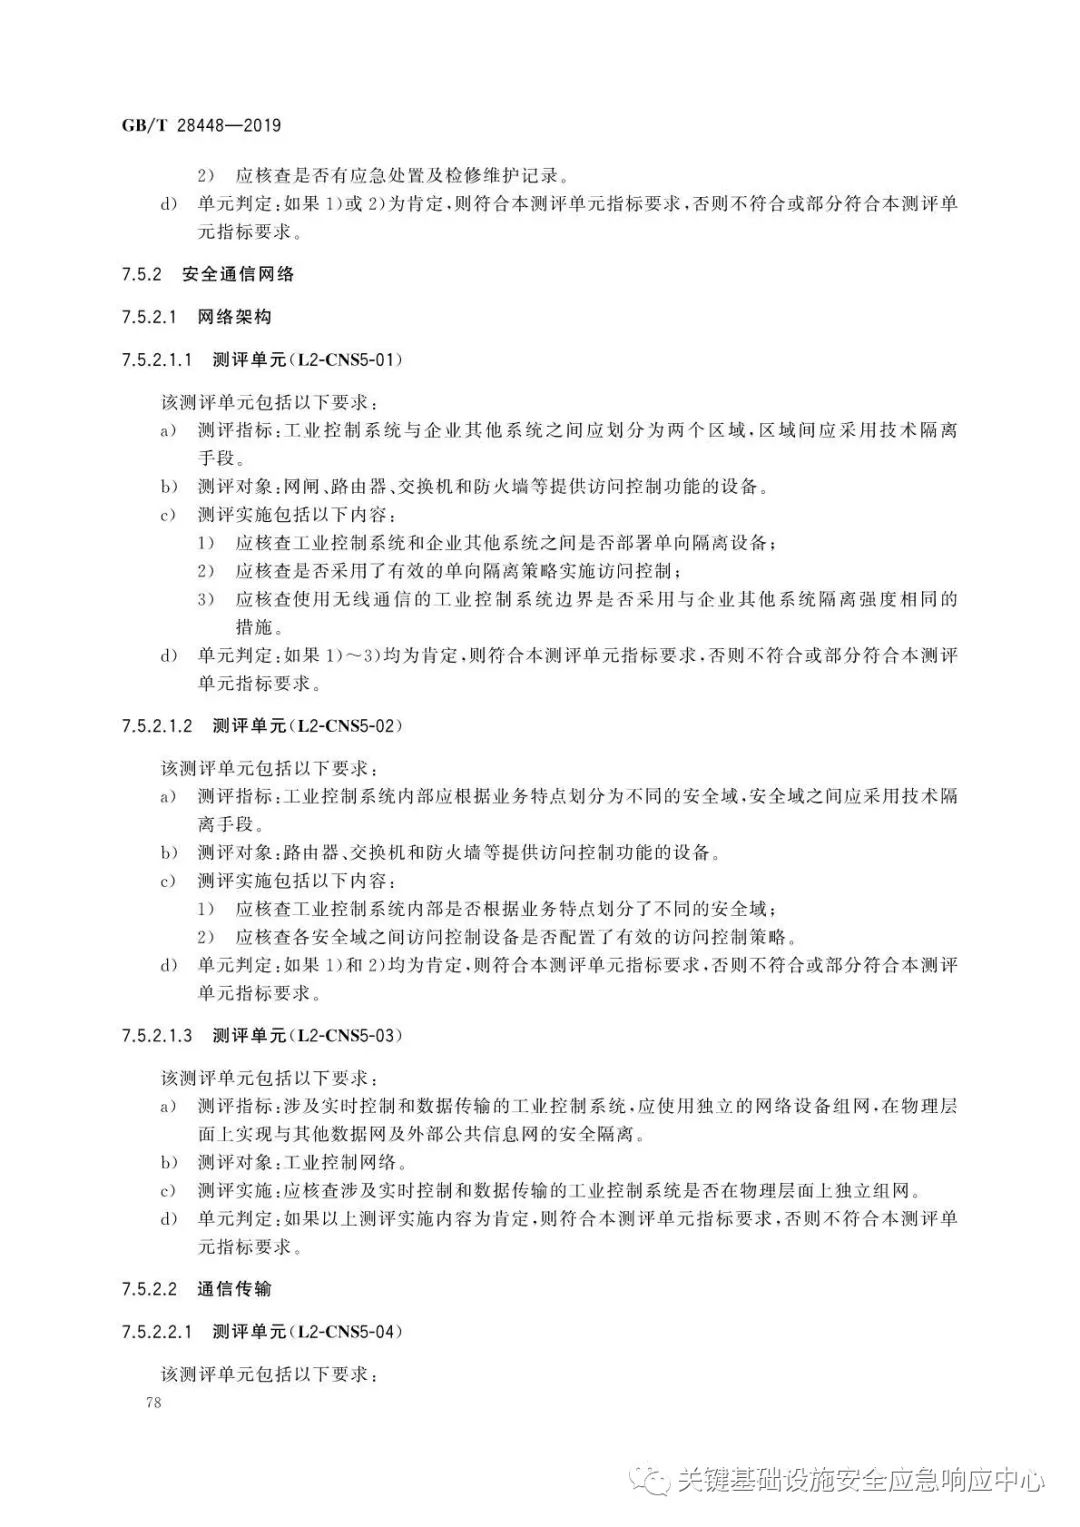 GB/T 28448—2019
2) 应核查是否有应急处置及检修维护记录。
d) 单元判定:如果1)或2)为肯定,则符合本测评单元指标要求,否则不符合或部分符合本测评单
元指标要求。
7.5.2 安全通信网络
7.5.2.1 网络架构
7.5.2.1.1 测评单元(L2-CNS5-01)
该测评单元包括以下要求:
a) 测评指标:工业控制系统与企业其他系统之间应划分为两个区域,区域间应采用技术隔离
手段。
b) 测评对象:网闸、路由器、交换机和防火墙等提供访问控制功能的设备。
c) 测评实施包括以下内容:
1) 应核查工业控制系统和企业其他系统之间是否部署单向隔离设备;
2) 应核查是否采用了有效的单向隔离策略实施访问控制;
3) 应核查使用无线通信的工业控制系统边界是否采用与企业其他系统隔离强度相同的
措施。
d) 单元判定:如果1)～3)均为肯定,则符合本测评单元指标要求,否则不符合或部分符合本测评
单元指标要求。
7.5.2.1.2 测评单元(L2-CNS5-02)
该测评单元包括以下要求:
a) 测评指标:工业控制系统内部应根据业务特点划分为不同的安全域,安全域之间应采用技术隔
离手段。
b) 测评对象:路由器、交换机和防火墙等提供访问控制功能的设备。
c) 测评实施包括以下内容:
1) 应核查工业控制系统内部是否根据业务特点划分了不同的安全域;
2) 应核查各安全域之间访问控制设备是否配置了有效的访问控制策略。
d) 单元判定:如果1)和2)均为肯定,则符合本测评单元指标要求,否则不符合或部分符合本测评
单元指标要求。
7.5.2.1.3 测评单元(L2-CNS5-03)
该测评单元包括以下要求:
a) 测评指标:涉及实时控制和数据传输的工业控制系统,应使用独立的网络设备组网,在物理层
面上实现与其他数据网及外部公共信息网的安全隔离。
b) 测评对象:工业控制网络。
c) 测评实施:应核查涉及实时控制和数据传输的工业控制系统是否在物理层面上独立组网。
d) 单元判定:如果以上测评实施内容为肯定,则符合本测评单元指标要求,否则不符合本测评单
元指标要求。
7.5.2.2 通信传输
7.5.2.2.1 测评单元(L2-CNS5-04)
该测评单元包括以下要求:
78
关键基础设施安全应急响应中心